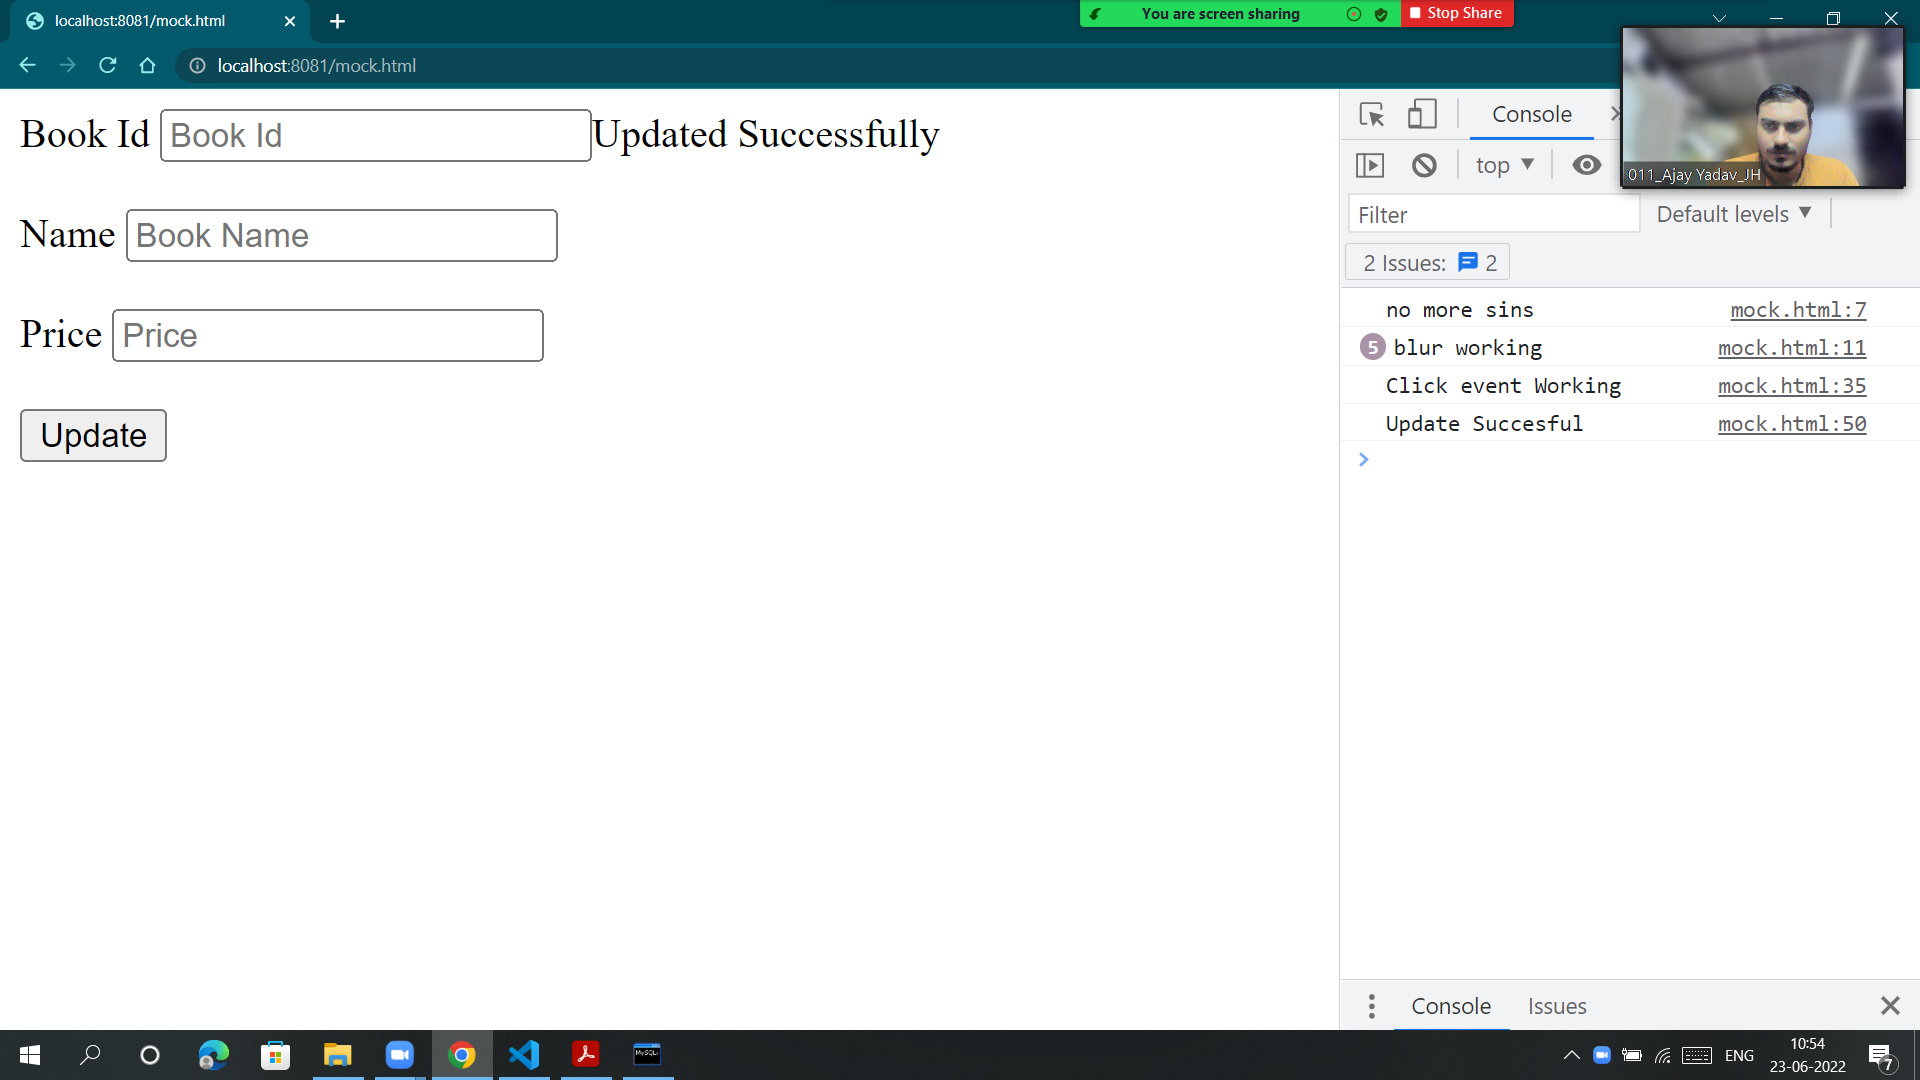 localhost:8081/mock.html
You are screen sharing
Stop Share
localhost:8081/mock.html
Book Id Book Id Updated Successfully
Name Book Name
Price Price
Update
Console
top
Filter
Default levels
2 Issues: 2
no more sins mock.html:7
5 blur working mock.html:11
Click event Working mock.html:35
Update Succesful mock.html:50
011_Ajay Yadav_JH
Console Issues
MySQL
ENG
10:54
23-06-2022
7